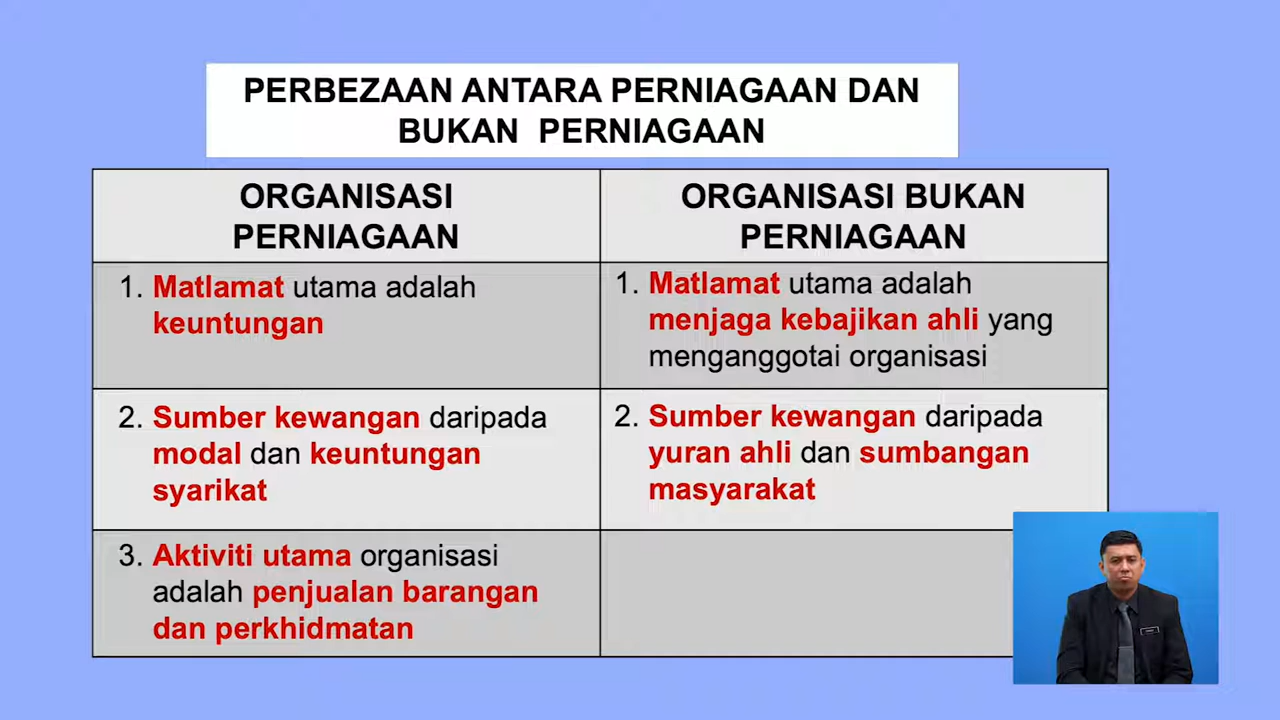 PERBEZAAN ANTARA PERNIAGAAN DAN
BUKAN PERNIAGAAN
ORGANISASI
PERNIAGAAN
ORGANISASI BUKAN
PERNIAGAAN
1. Matlamat utama adalah
keuntungan
1. Matlamat utama adalah
menjaga kebajikan ahli yang
menganggotai organisasi
2. Sumber kewangan daripada
modal dan keuntungan
syarikat
2. Sumber kewangan daripada
yuran ahli dan sumbangan
masyarakat
3. Aktiviti utama organisasi
adalah penjualan barangan
dan perkhidmatan